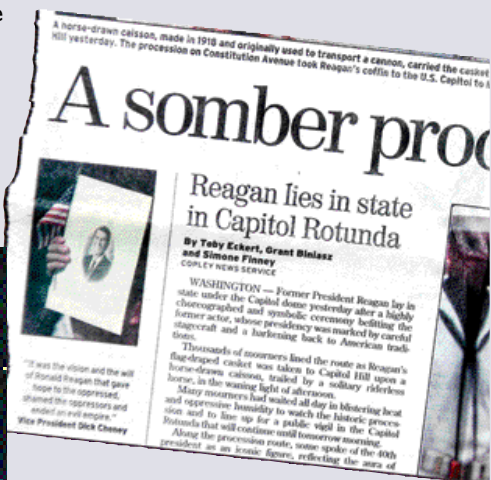 A horse-drawn caisson, made in 1918 and originally used to transport a cannon, carried the casket
Hill yesterday. The procession on Constitution Avenue took Reagan's coffin to the U.S. Capitol to
A somber proc
Reagan lies in state
in Capitol Rotunda
By Toby Eckert, Grant Biniasz
and Simone Finney
COPLEY NEWS SERVICE
WASHINGTON — Former President Reagan lay in
state under the Capitol dome yesterday after a highly
choreographed and symbolic ceremony befitting the
former actor, whose presidency was marked by careful
stagecraft and a harkening back to American tradi-
tions.
Thousands of mourners lined the route as Reagan's
flag-draped casket was taken to Capitol Hill upon a
horse-drawn caisson, trailed by a solitary riderless
horse, in the waning light of afternoon.
Many mourners had waited all day in blistering heat
and oppressive humidity to watch the historic proces-
sion and to line up for a public vigil in the Capitol
Rotunda that will continue until tomorrow morning.
Along the procession route, some spoke of the 40th
president as an iconic figure, reflecting the aura of
"It was the vision and the will
of Ronald Reagan that gave
hope to the oppressed,
shamed the oppressors and
ended an evil empire."
Vice President Dick Cheney